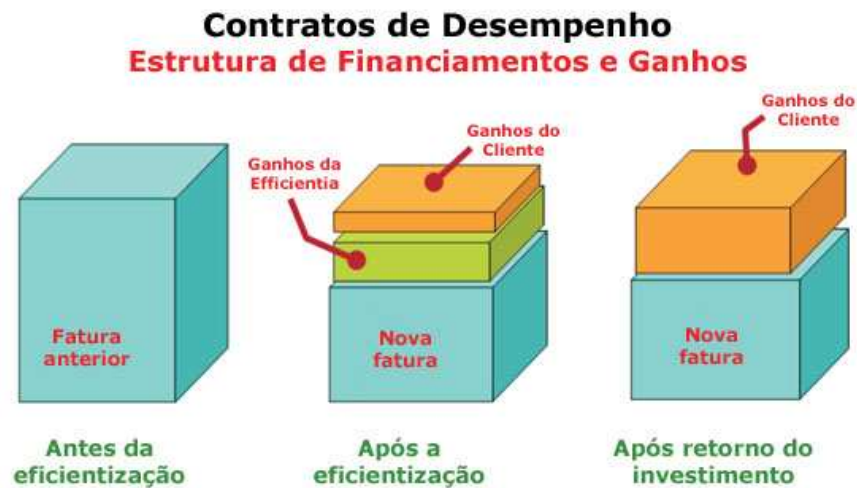 Contratos de Desempenho
Estrutura de Financiamentos e Ganhos
Ganhos da
Efficientia
Ganhos do
Cliente
Ganhos do
Cliente
Fatura
anterior
Nova
fatura
Nova
fatura
Antes da
eficientização
Após a
eficientização
Após retorno do
investimento